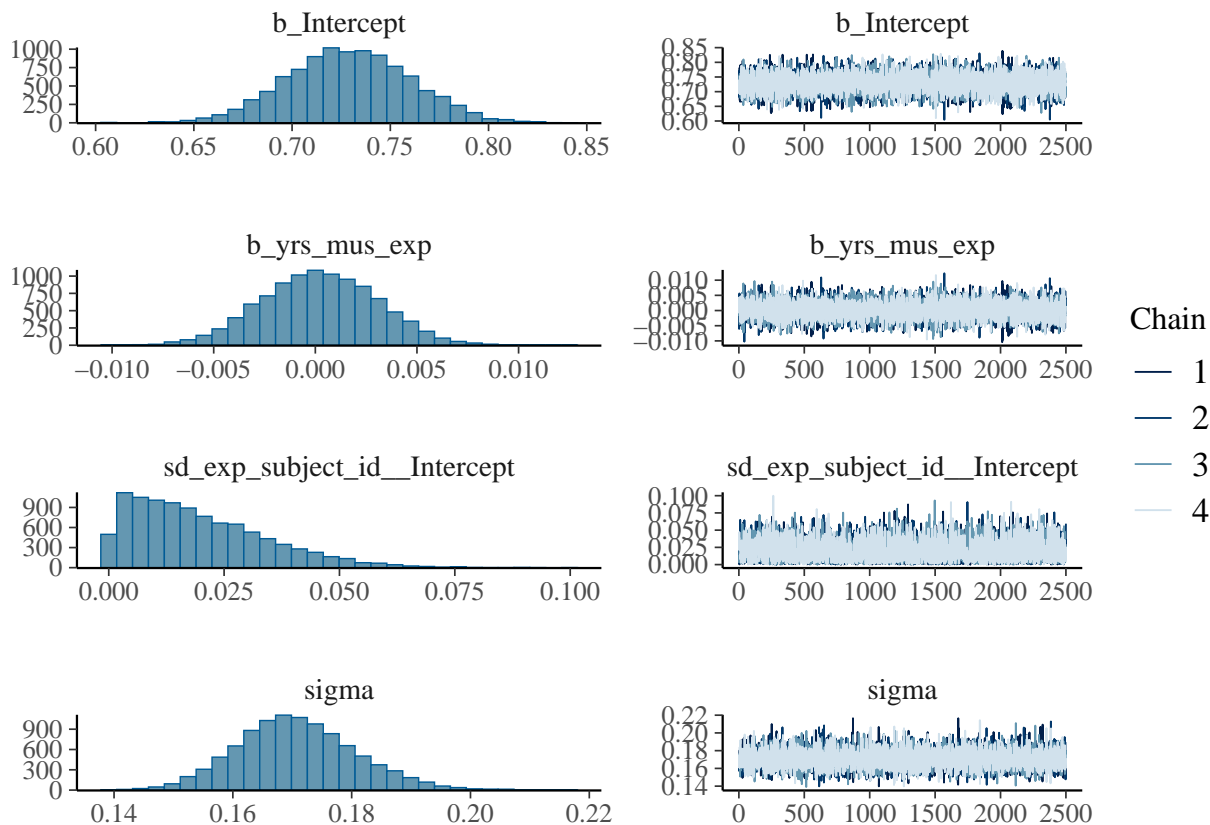 b_Intercept
1000
750
500
250
0
0.60 0.65 0.70 0.75 0.80 0.85
b_Intercept
0.85
0.80
0.75
0.70
0.65
0.60
0 500 1000 1500 2000 2500
b_yrs_mus_exp
1000
750
500
250
0
−0.010 −0.005 0.000 0.005 0.010
b_yrs_mus_exp
0.010
0.005
0.000
−0.005
−0.010
0 500 1000 1500 2000 2500
sd_exp_subject_id__Intercept
900
600
300
0
0.000 0.025 0.050 0.075 0.100
sd_exp_subject_id__Intercept
0.100
0.075
0.050
0.025
0.000
0 500 1000 1500 2000 2500
sigma
900
600
300
0
0.14 0.16 0.18 0.20 0.22
sigma
0.22
0.20
0.18
0.16
0.14
0 500 1000 1500 2000 2500
Chain
1
2
3
4